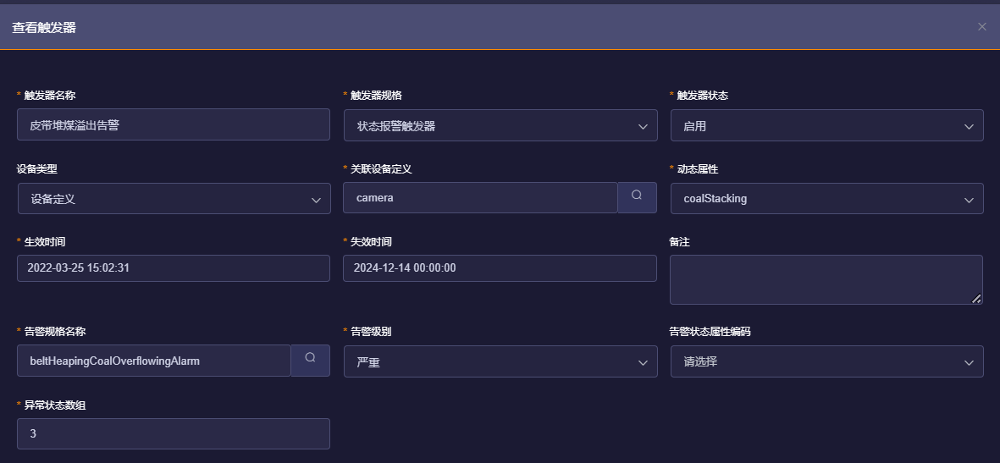 查看触发器
* 触发器名称
* 触发器规格
* 触发器状态
皮带堆煤溢出告警
状态报警触发器
启用
设备类型
* 关联设备定义
* 动态属性
设备定义
camera
coalStacking
* 生效时间
* 失效时间
备注
2022-03-25 15:02:31
2024-12-14 00:00:00
* 告警规格名称
* 告警级别
告警状态属性编码
beltHeapingCoalOverflowingAlarm
严重
请选择
* 异常状态数组
3